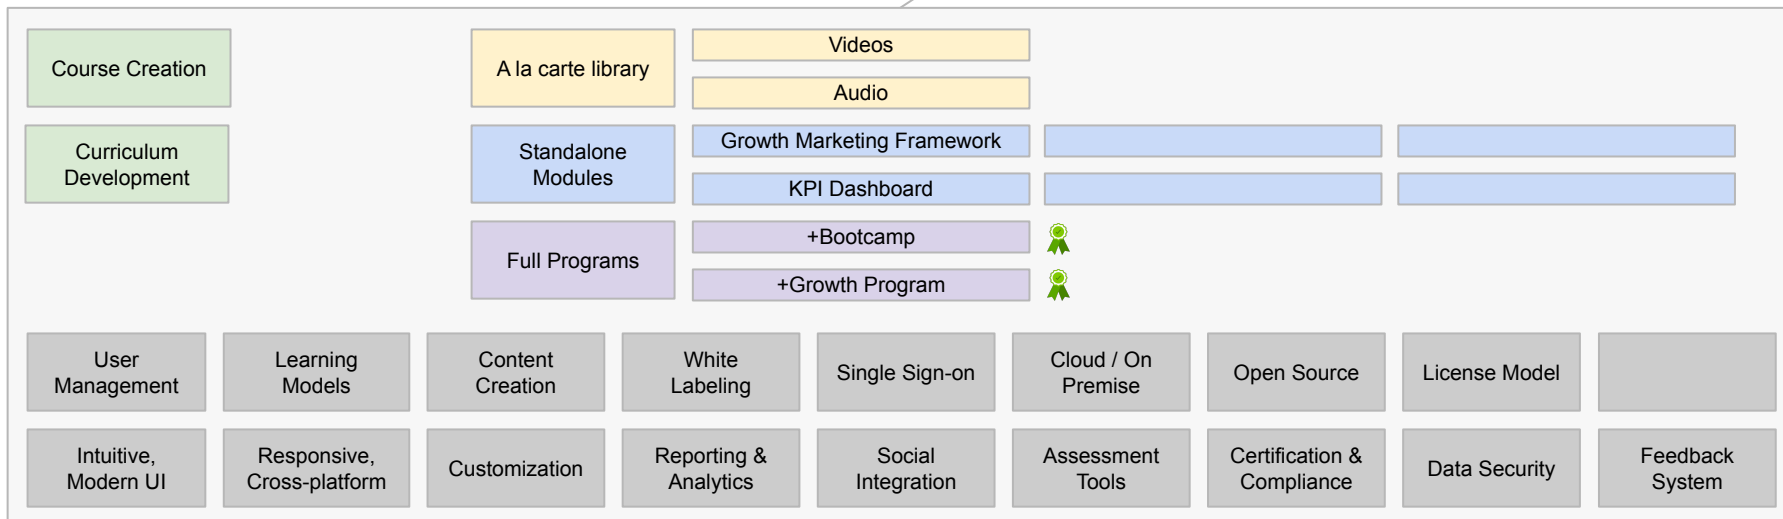 Course Creation
A la carte library
Videos
Audio
Curriculum
Development
Standalone
Modules
Growth Marketing Framework
KPI Dashboard
Full Programs
+Bootcamp
+Growth Program
User
Management
Learning
Models
Content
Creation
White
Labeling
Single Sign-on
Cloud / On
Premise
Open Source
License Model
Intuitive,
Modern UI
Responsive,
Cross-platform
Customization
Reporting &
Analytics
Social
Integration
Assessment
Tools
Certification &
Compliance
Data Security
Feedback
System